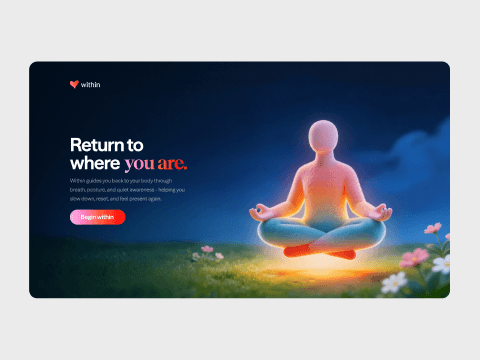 within
Return to
where you are.
Within guides you back to your body through
breath, posture, and quiet awareness - helping you
slow down, reset, and feel present again.
Begin within